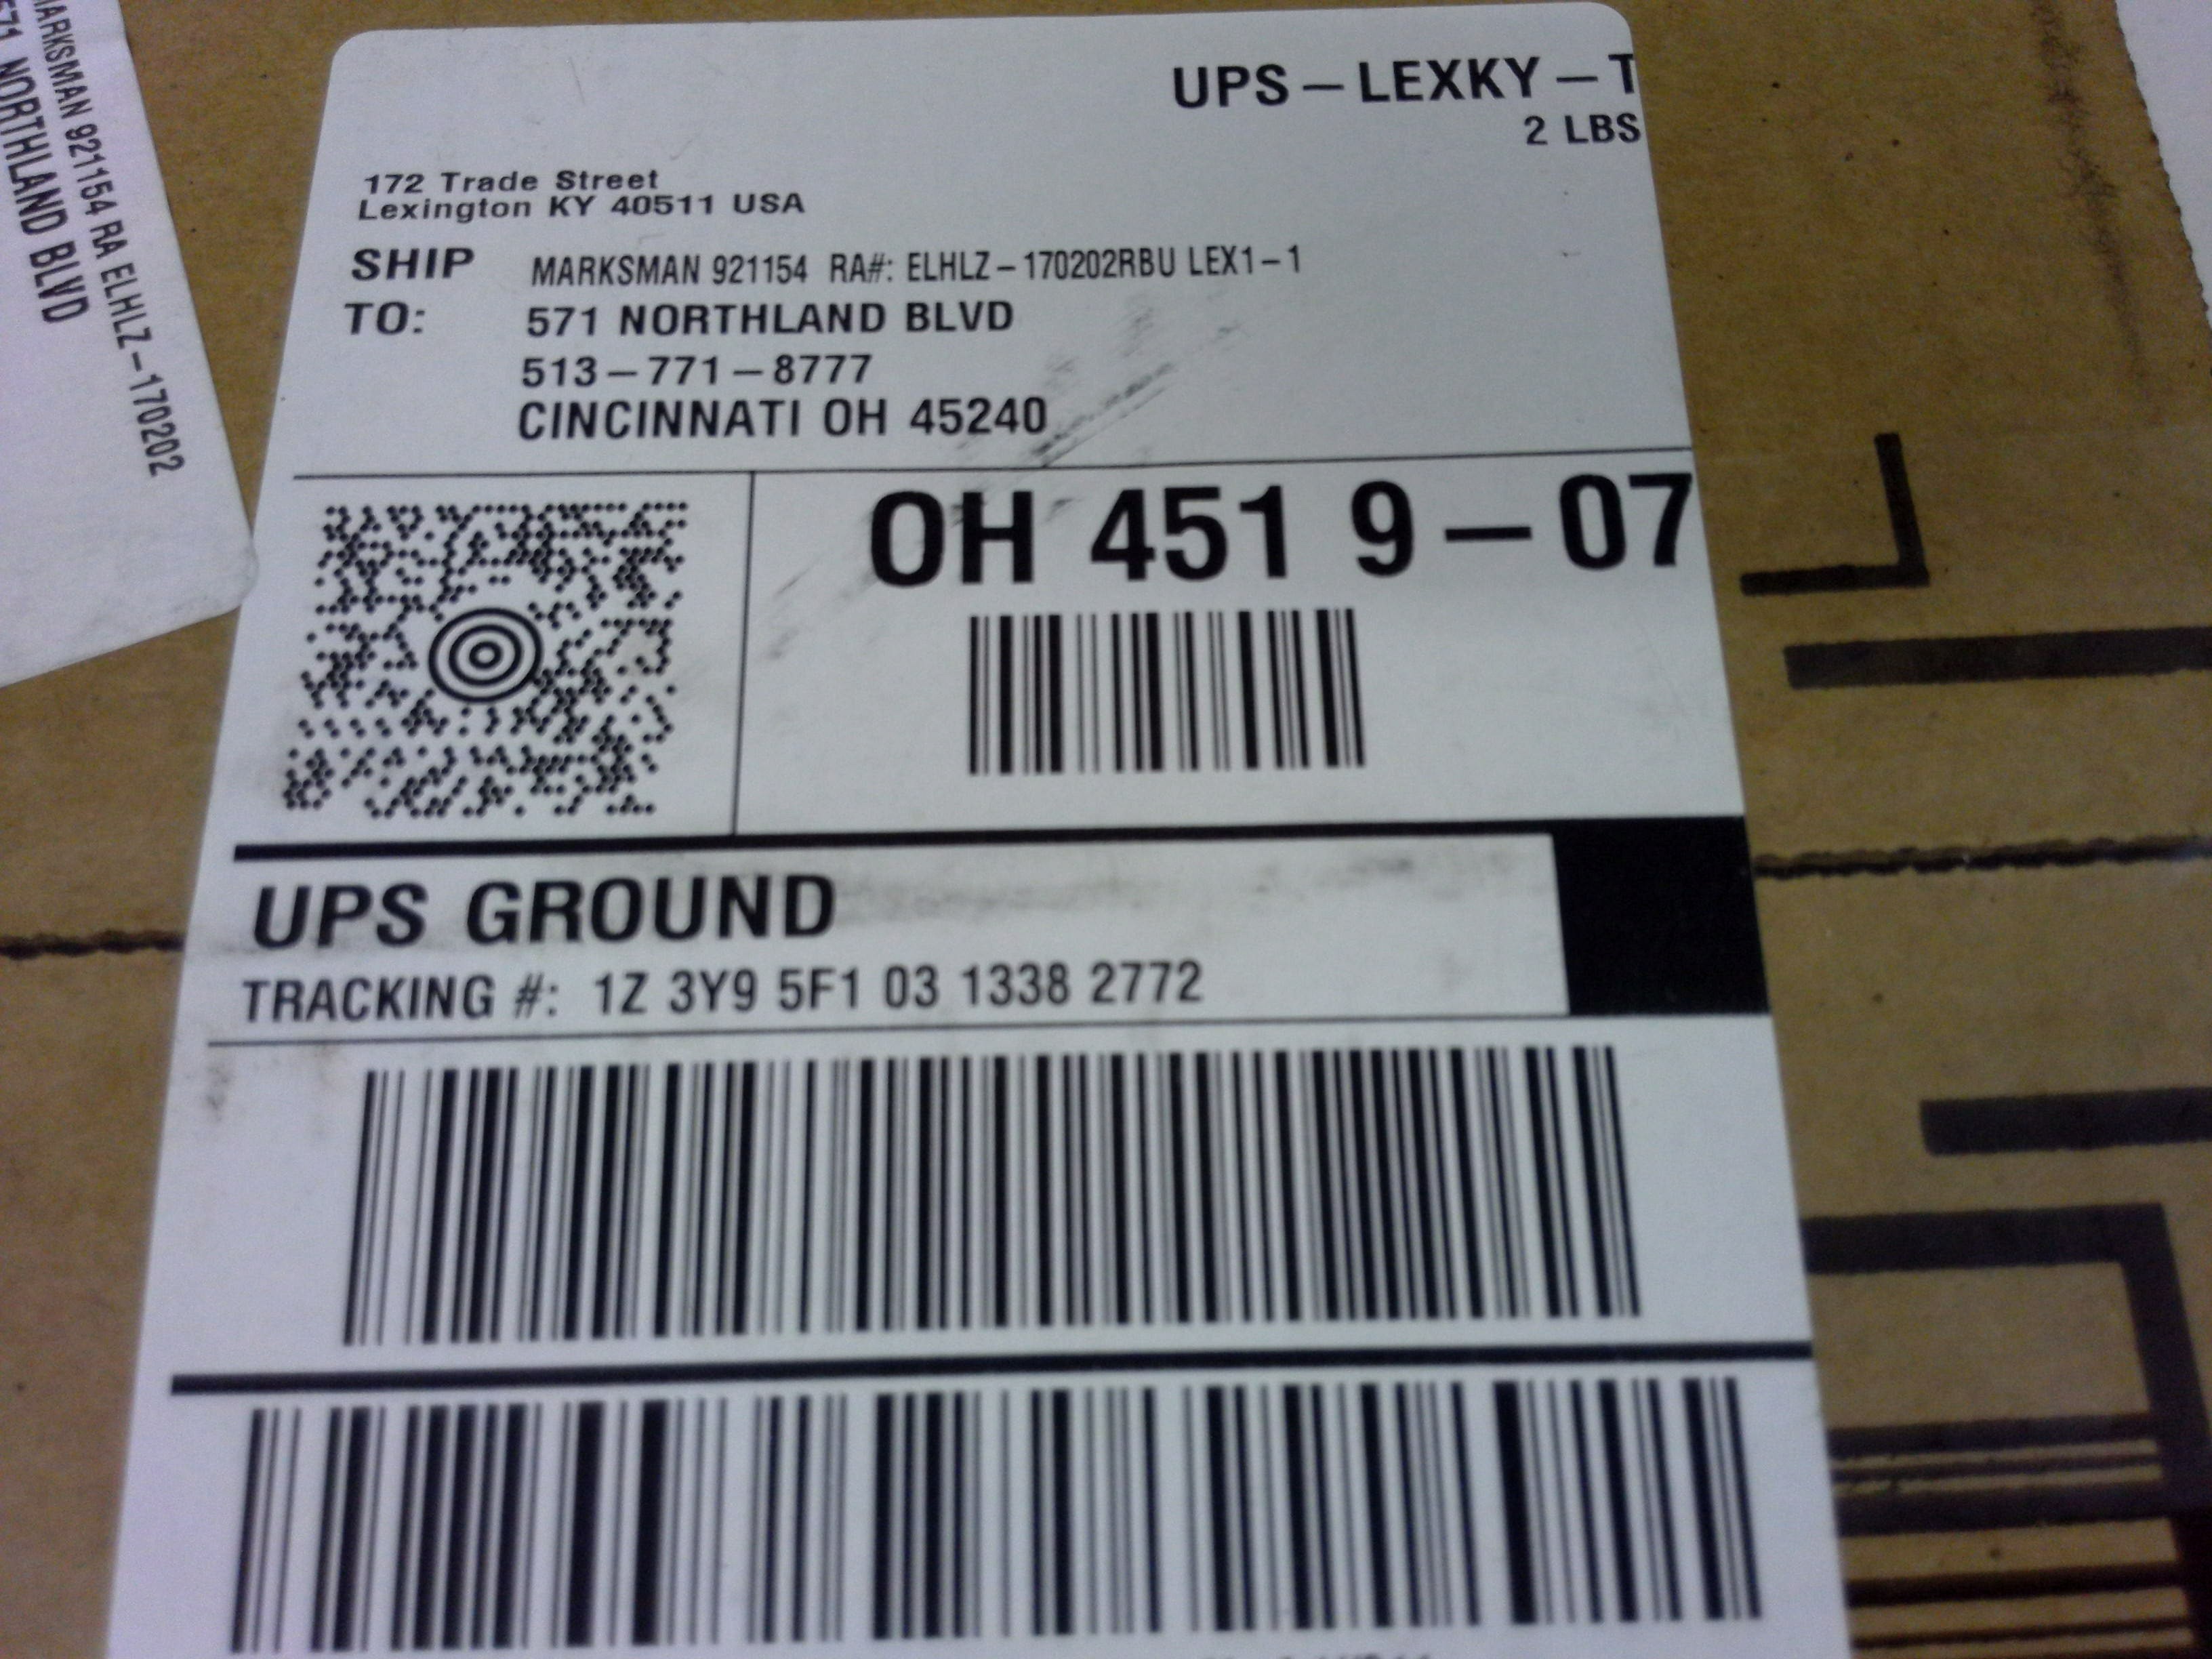 UPS – LEXKY – T
2 LBS
172 Trade Street
Lexington KY 40511 USA
SHIP MARKSMAN 921154 RA#: ELHLZ – 170202RBU LEX1 – 1
TO: 571 NORTHLAND BLVD
513 – 771 – 8777
CINCINNATI OH 45240
OH 451 9 – 07
UPS GROUND
TRACKING #: 1Z 3Y9 5F1 03 1338 2772
MARKSMAN 921154 RA ELHLZ – 170202
571 NORTHLAND BLVD